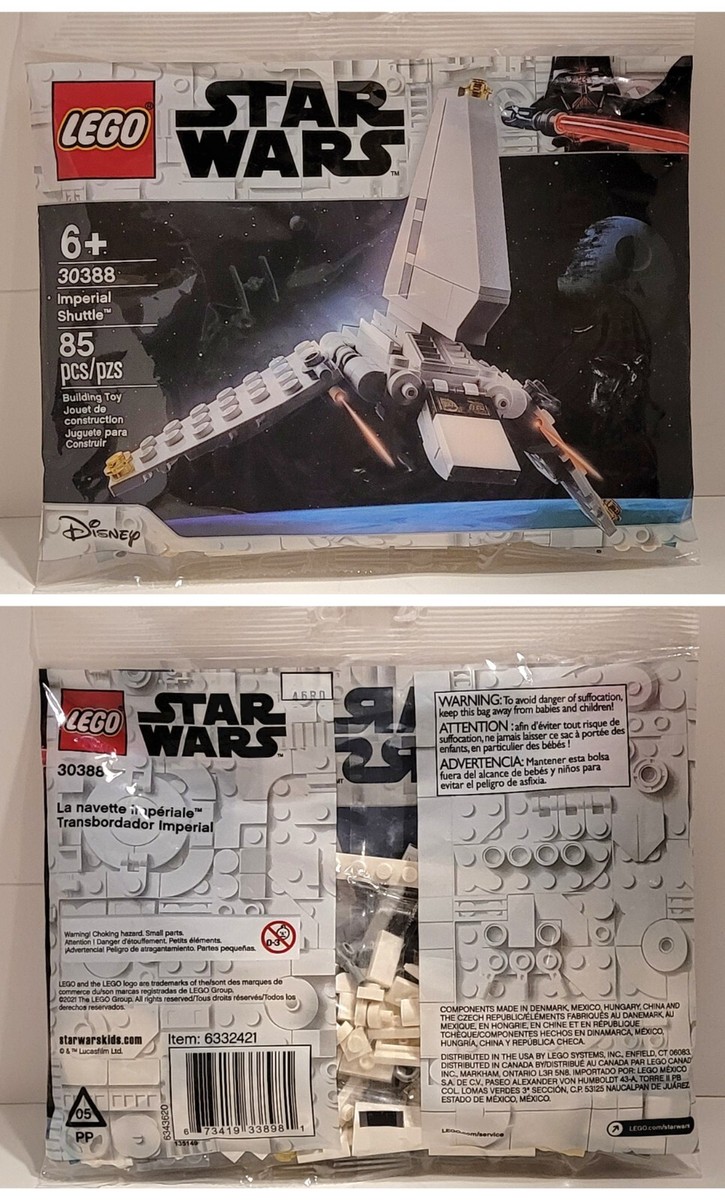 LEGO®
STAR
WARS™
6+
30388
Imperial
Shuttle™
85
pcs/pzs
Building Toy
Jouet de
construction
Juguete para
Construir
Disney
LEGO
STAR
WARS™
30388
La navette impériale™
Transbordador Imperial
Warning! Choking hazard. Small parts.
Attention ! Danger d'étouffement. Petits éléments.
¡Advertencia! Peligro de atragantamiento. Partes pequeñas.
0-3
LEGO and the LEGO logo are trademarks of the/sont des marques de
commerce du/son marcas registradas de LEGO Group.
©2021 The LEGO Group. All rights reserved/Tous droits réservés/Todos los
derechos reservados.
starwarskids.com
© & ™ Lucasfilm Ltd.
Item: 6332421
05
PP
6343620
6 73419 33896 1
46R0
WARNING: To avoid danger of suffocation,
keep this bag away from babies and children!
ATTENTION : afin d'éviter tout risque de
suffocation, ne jamais laisser ce sac à portée des
enfants, en particulier des bébés !
ADVERTENCIA: Mantener esta bolsa
fuera del alcance de bebés y niños para
evitar el peligro de asfixia.
COMPONENTS MADE IN DENMARK, MEXICO, HUNGARY, CHINA AND
THE CZECH REPUBLIC/ÉLÉMENTS FABRIQUÉS AU DANEMARK, AU
MEXIQUE, EN HONGRIE, EN CHINE ET EN RÉPUBLIQUE
TCHÈQUE/COMPONENTES HECHOS EN DINAMARCA, MÉXICO,
HUNGRÍA, CHINA Y REPÚBLICA CHECA.
DISTRIBUTED IN THE USA BY LEGO SYSTEMS, INC., ENFIELD, CT 06083.
DISTRIBUTED IN CANADA BY/DISTRIBUÉ AU CANADA PAR LEGO CANADA
INC., MARKHAM, ONTARIO L3R 5N8. IMPORTADO POR: LEGO MÉXICO
S.A. DE C.V., PASEO ALEXANDER VON HUMBOLDT 43-A, TORRE II PB
COL. LOMAS VERDES 3ª SECCIÓN, C.P. 53125 NAUCALPAN DE JUÁREZ
ESTADO DE MÉXICO, MÉXICO.
LEGO.com/service
LEGO.com/starwars